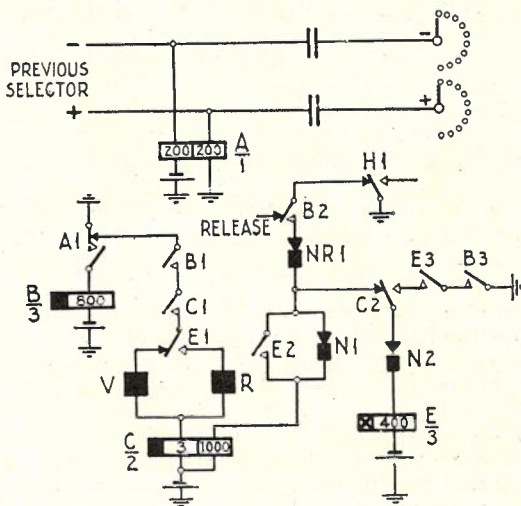 −
−
PREVIOUS
SELECTOR
+
+
200 200
A
1
H1
B2
RELEASE
A1
B1
NR1
E3
B3
B
3
800
C1
C2
E1
E2
N1
N2
V
R
C
2
3
1000
400
E
3